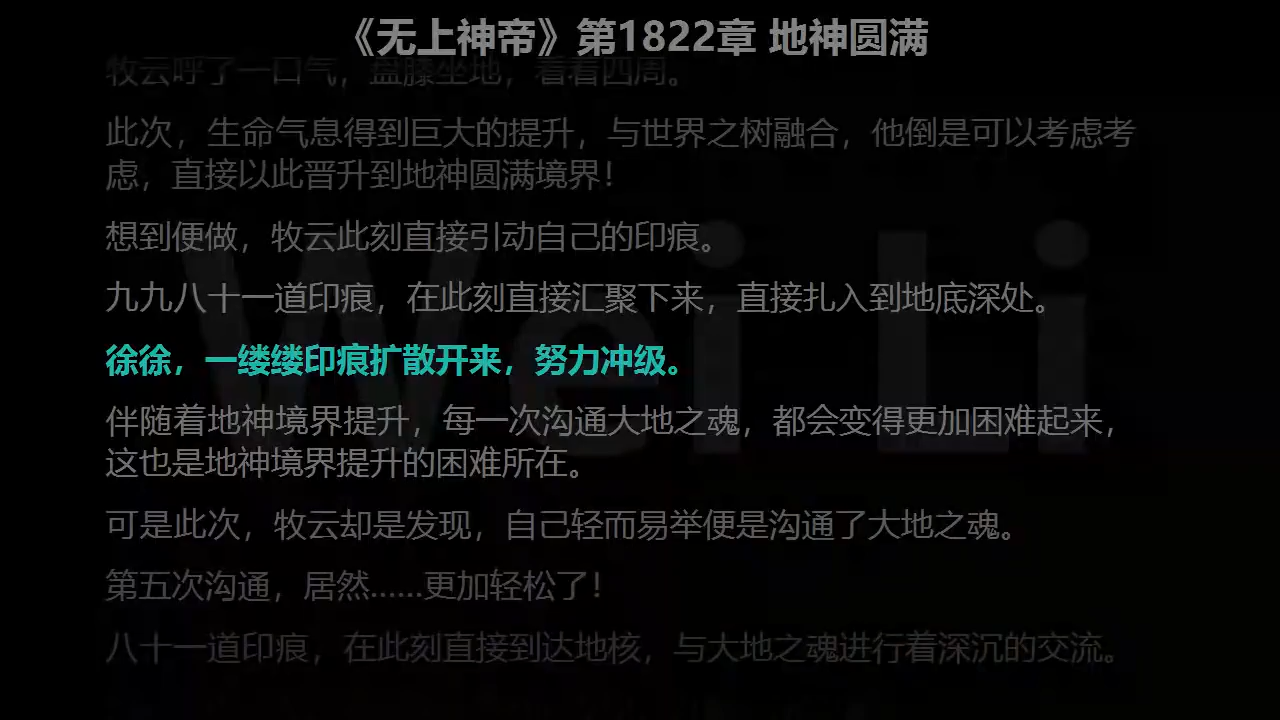 《无上神帝》第1822章 地神圆满
牧云呼了一口气，盘膝坐地，看着四周。
此次，生命气息得到巨大的提升，与世界之树融合，他倒是可以考虑考
虑，直接以此晋升到地神圆满境界！
想到便做，牧云此刻直接引动自己的印痕。
九九八十一道印痕，在此刻直接汇聚下来，直接扎入到地底深处。
徐徐，一缕缕印痕扩散开来，努力冲级。
伴随着地神境界提升，每一次沟通大地之魂，都会变得更加困难起来，
这也是地神境界提升的困难所在。
可是此次，牧云却是发现，自己轻而易举便是沟通了大地之魂。
第五次沟通，居然……更加轻松了！
八十一道印痕，在此刻直接到达地核，与大地之魂进行着深沉的交流。
Wei Li